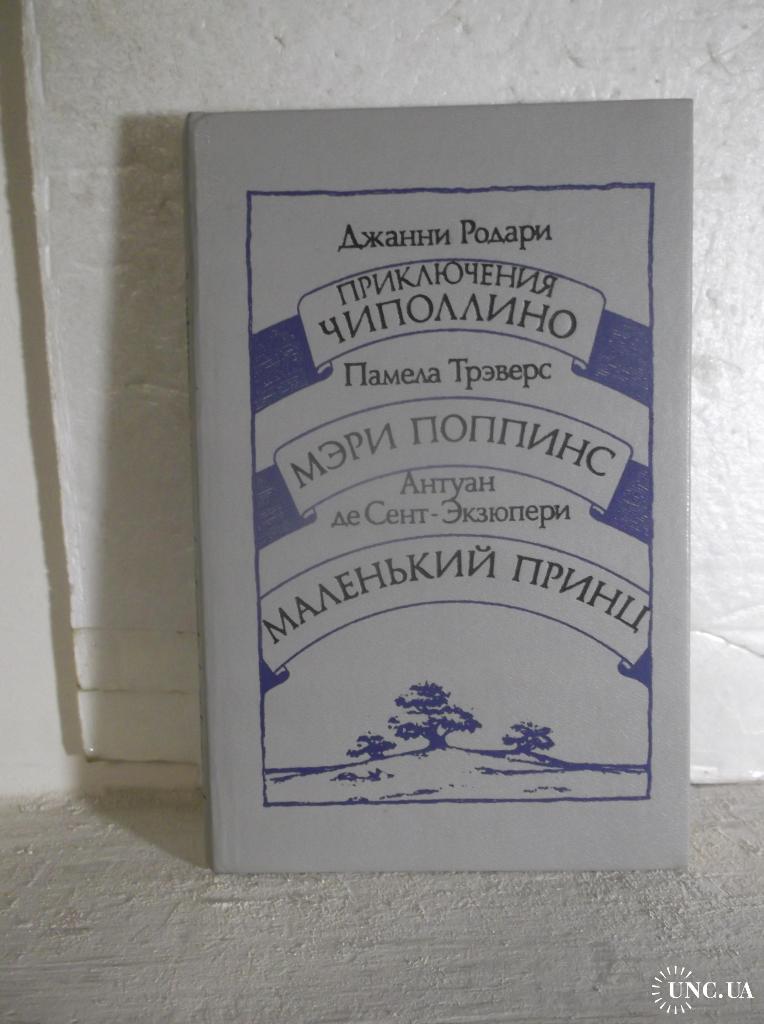 Джанни Родари
ПРИКЛЮЧЕНИЯ
ЧИПОЛЛИНО
Памела Трэверс
МЭРИ ПОППИНС
Антуан
де Сент-Экзюпери
МАЛЕНЬКИЙ ПРИНЦ
UNC.UA